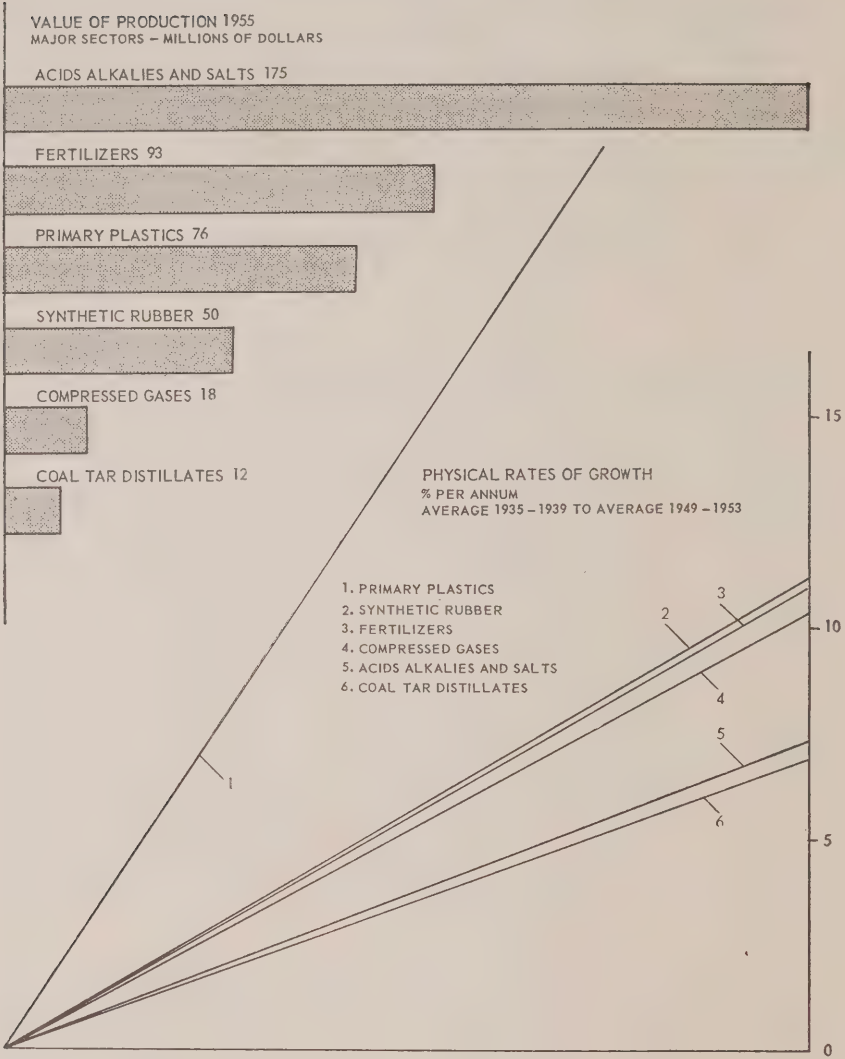 VALUE OF PRODUCTION 1955
MAJOR SECTORS – MILLIONS OF DOLLARS
ACIDS ALKALIES AND SALTS 175
FERTILIZERS 93
PRIMARY PLASTICS 76
SYNTHETIC RUBBER 50
COMPRESSED GASES 18
COAL TAR DISTILLATES 12
PHYSICAL RATES OF GROWTH
% PER ANNUM
AVERAGE 1935 – 1939 TO AVERAGE 1949 – 1953
1. PRIMARY PLASTICS
2. SYNTHETIC RUBBER
3. FERTILIZERS
4. COMPRESSED GASES
5. ACIDS ALKALIES AND SALTS
6. COAL TAR DISTILLATES
15
10
5
0
1
2
3
4
5
6